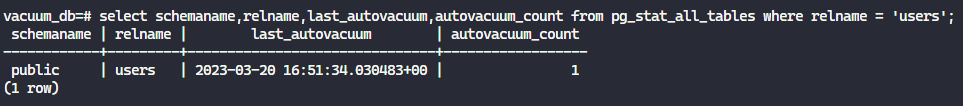 vacuum_db=# select schemaname,relname,last_autovacuum,autovacuum_count from pg_stat_all_tables where relname = 'users';
 schemaname | relname |        last_autovacuum        | autovacuum_count
------------+---------+-------------------------------+------------------
 public     | users   | 2023-03-20 16:51:34.030483+00 |                1
(1 row)